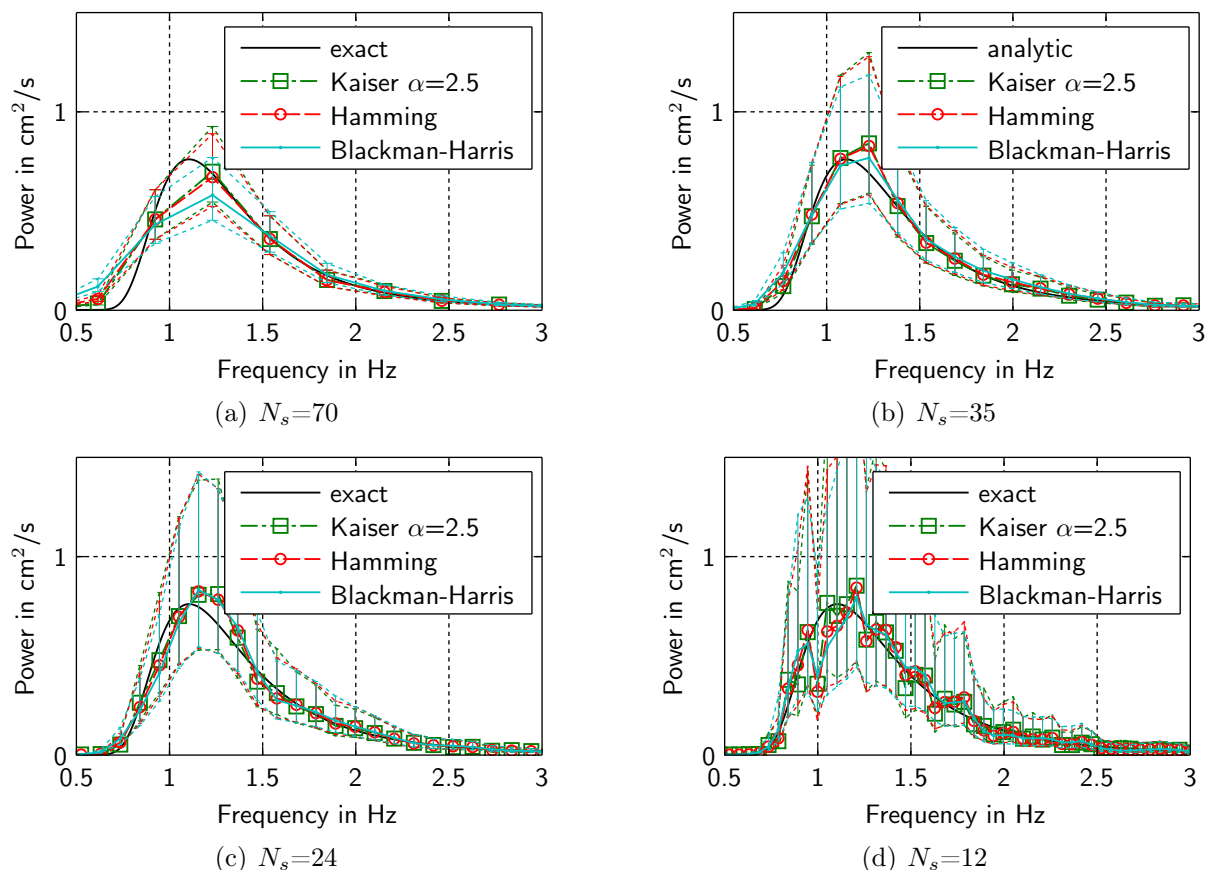 exact
Kaiser α=2.5
Hamming
Blackman-Harris
1
0
Power in cm²/s
0.5 1 1.5 2 2.5 3
Frequency in Hz
(a) Nₛ=70
analytic
Kaiser α=2.5
Hamming
Blackman-Harris
1
0
Power in cm²/s
0.5 1 1.5 2 2.5 3
Frequency in Hz
(b) Nₛ=35
exact
Kaiser α=2.5
Hamming
Blackman-Harris
1
0
Power in cm²/s
0.5 1 1.5 2 2.5 3
Frequency in Hz
(c) Nₛ=24
exact
Kaiser α=2.5
Hamming
Blackman-Harris
1
0
Power in cm²/s
0.5 1 1.5 2 2.5 3
Frequency in Hz
(d) Nₛ=12